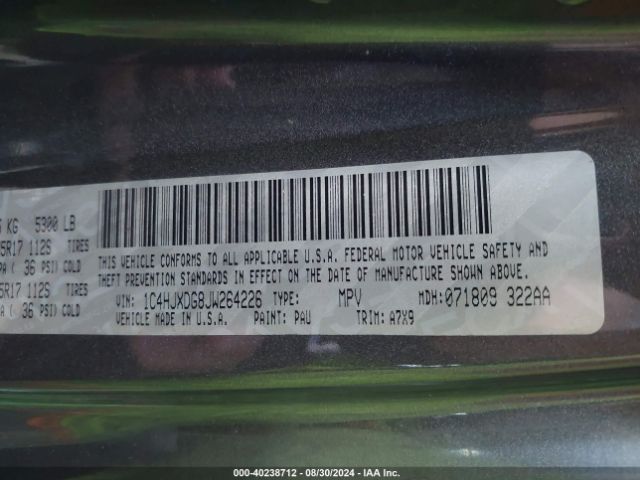 KG 5300 LB
5R17 112S TIRES
PA ( 36 PSI) COLD
5R17 112S TIRES
A ( 36 PSI) COLD
THIS VEHICLE CONFORMS TO ALL APPLICABLE U.S.A. FEDERAL MOTOR VEHICLE SAFETY AND
THEFT PREVENTION STANDARDS IN EFFECT ON THE DATE OF MANUFACTURE SHOWN ABOVE.
VIN: 1C4HJXDG8JW264226 TYPE: MPV MDH: 071809 322AA
VEHICLE MADE IN U.S.A. PAINT: PAU TRIM: A7X9
000-40238712 - 08/30/2024 - IAA Inc.